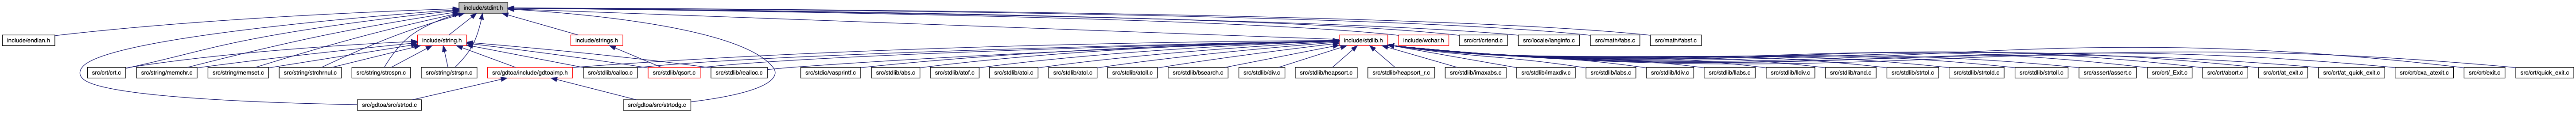 include/stdint.h
include/endian.h
include/string.h
include/strings.h
include/stdlib.h
include/wchar.h
src/crt/crtend.c
src/locale/langinfo.c
src/math/fabs.c
src/math/fabsf.c
src/crt/crt.c
src/string/memchr.c
src/string/memset.c
src/string/strchrnul.c
src/string/strcspn.c
src/string/strspn.c
src/gdtoa/include/gdtoaimp.h
src/stdlib/calloc.c
src/stdlib/qsort.c
src/stdlib/realloc.c
src/stdio/vasprintf.c
src/stdlib/abs.c
src/stdlib/atof.c
src/stdlib/atoi.c
src/stdlib/atol.c
src/stdlib/atoll.c
src/stdlib/bsearch.c
src/stdlib/div.c
src/stdlib/heapsort.c
src/stdlib/heapsort_r.c
src/stdlib/imaxabs.c
src/stdlib/imaxdiv.c
src/stdlib/labs.c
src/stdlib/ldiv.c
src/stdlib/llabs.c
src/stdlib/lldiv.c
src/stdlib/rand.c
src/stdlib/strtol.c
src/stdlib/strtold.c
src/stdlib/strtoll.c
src/assert/assert.c
src/crt/_Exit.c
src/crt/abort.c
src/crt/at_exit.c
src/crt/at_quick_exit.c
src/crt/cxa_atexit.c
src/crt/exit.c
src/crt/quick_exit.c
src/gdtoa/src/strtod.c
src/gdtoa/src/strtodg.c